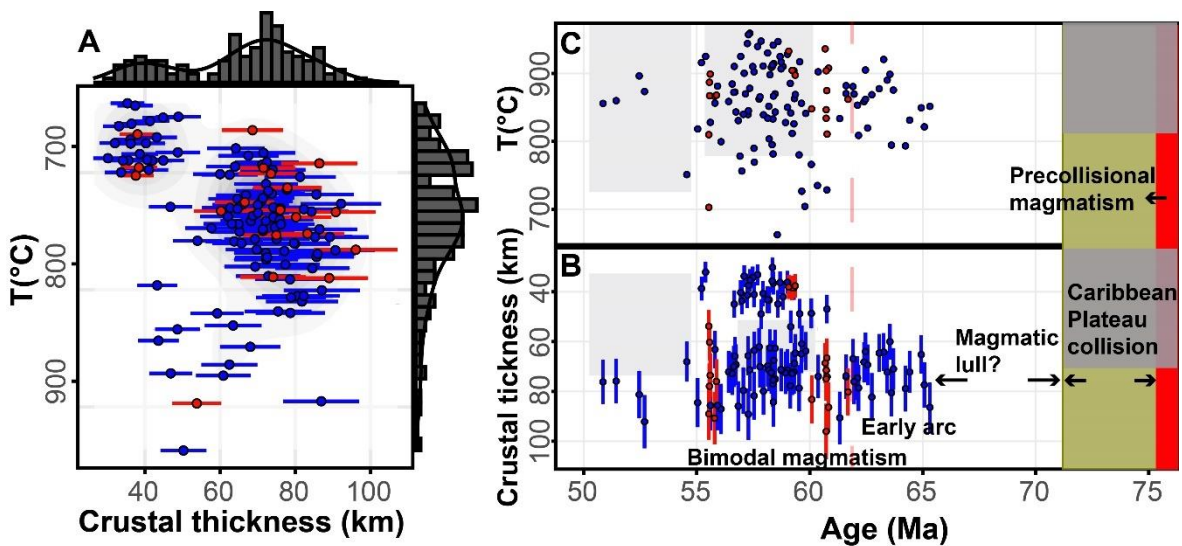 A
T(°C)
700
800
900
40
60
80
100
Crustal thickness (km)
C
T(°C)
900
800
700
Precollisional
magmatism
B
Crustal tickness (km)
40
60
80
100
Caribbean
Plateau
collision
Magmatic
lull?
Early arc
Bimodal magmatism
50
55
60
65
70
75
Age (Ma)